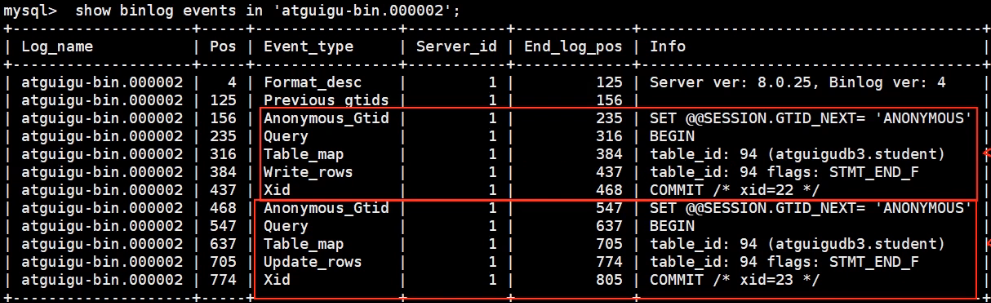 mysql>  show binlog events in 'atguigu-bin.000002';
+--------------------+-----+----------------+-----------+-------------+--------------------------------------+
| Log_name           | Pos | Event_type     | Server_id | End_log_pos | Info                                 |
+--------------------+-----+----------------+-----------+-------------+--------------------------------------+
| atguigu-bin.000002 |   4 | Format_desc    |         1 |         125 | Server ver: 8.0.25, Binlog ver: 4    |
| atguigu-bin.000002 | 125 | Previous_gtids |         1 |         156 |                                      |
| atguigu-bin.000002 | 156 | Anonymous_Gtid |         1 |         235 | SET @@SESSION.GTID_NEXT= 'ANONYMOUS' |
| atguigu-bin.000002 | 235 | Query          |         1 |         316 | BEGIN                                |
| atguigu-bin.000002 | 316 | Table_map      |         1 |         384 | table_id: 94 (atguigudb3.student)    |
| atguigu-bin.000002 | 384 | Write_rows     |         1 |         437 | table_id: 94 flags: STMT_END_F       |
| atguigu-bin.000002 | 437 | Xid            |         1 |         468 | COMMIT /* xid=22 */                  |
| atguigu-bin.000002 | 468 | Anonymous_Gtid |         1 |         547 | SET @@SESSION.GTID_NEXT= 'ANONYMOUS' |
| atguigu-bin.000002 | 547 | Query          |         1 |         637 | BEGIN                                |
| atguigu-bin.000002 | 637 | Table_map      |         1 |         705 | table_id: 94 (atguigudb3.student)    |
| atguigu-bin.000002 | 705 | Update_rows    |         1 |         774 | table_id: 94 flags: STMT_END_F       |
| atguigu-bin.000002 | 774 | Xid            |         1 |         805 | COMMIT /* xid=23 */                  |
+--------------------+-----+----------------+-----------+-------------+--------------------------------------+